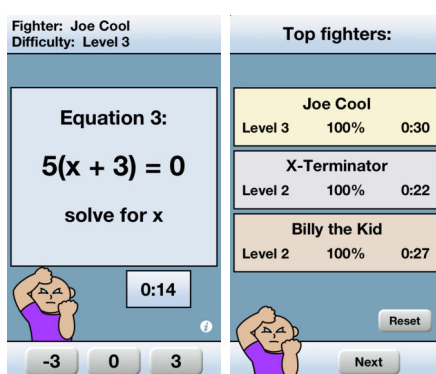 Fighter: Joe Cool
Difficulty: Level 3
Equation 3:
5(x + 3) = 0
solve for x
0:14
i
-3 0 3
Top fighters:
Joe Cool
Level 3 100% 0:30
X-Terminator
Level 2 100% 0:22
Billy the Kid
Level 2 100% 0:27
Reset
Next